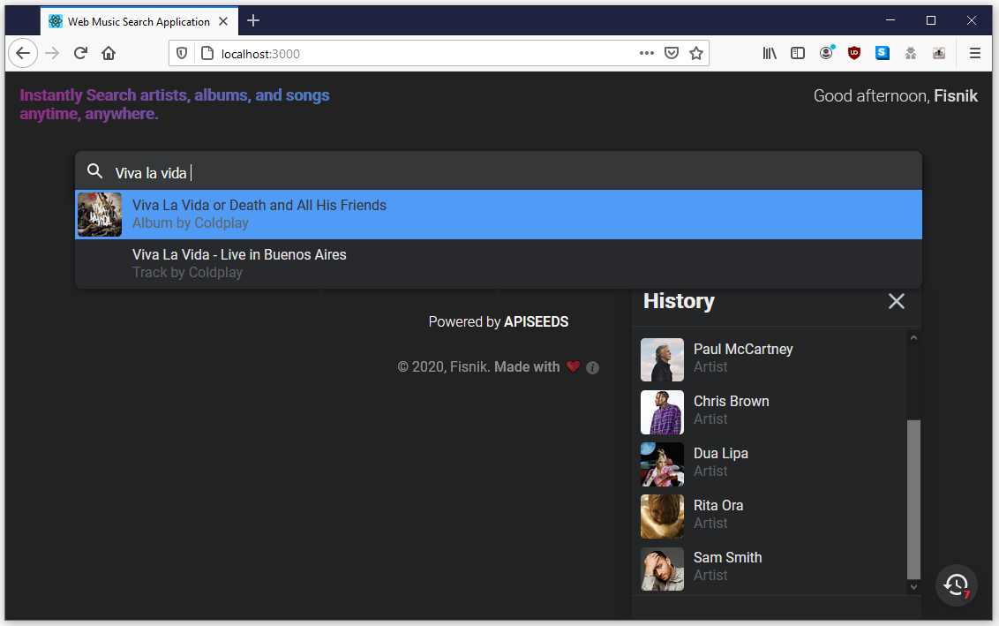 Web Music Search Application
localhost:3000
Instantly Search artists, albums, and songs
anytime, anywhere.
Good afternoon, Fisnik
Viva la vida
VIVA
LA VIDA
Viva La Vida or Death and All His Friends
Album by Coldplay
Viva La Vida - Live in Buenos Aires
Track by Coldplay
History
Powered by APISEEDS
© 2020, Fisnik. Made with
Paul McCartney
Artist
Chris Brown
Artist
Dua Lipa
Artist
Rita Ora
Artist
Sam Smith
Artist
7